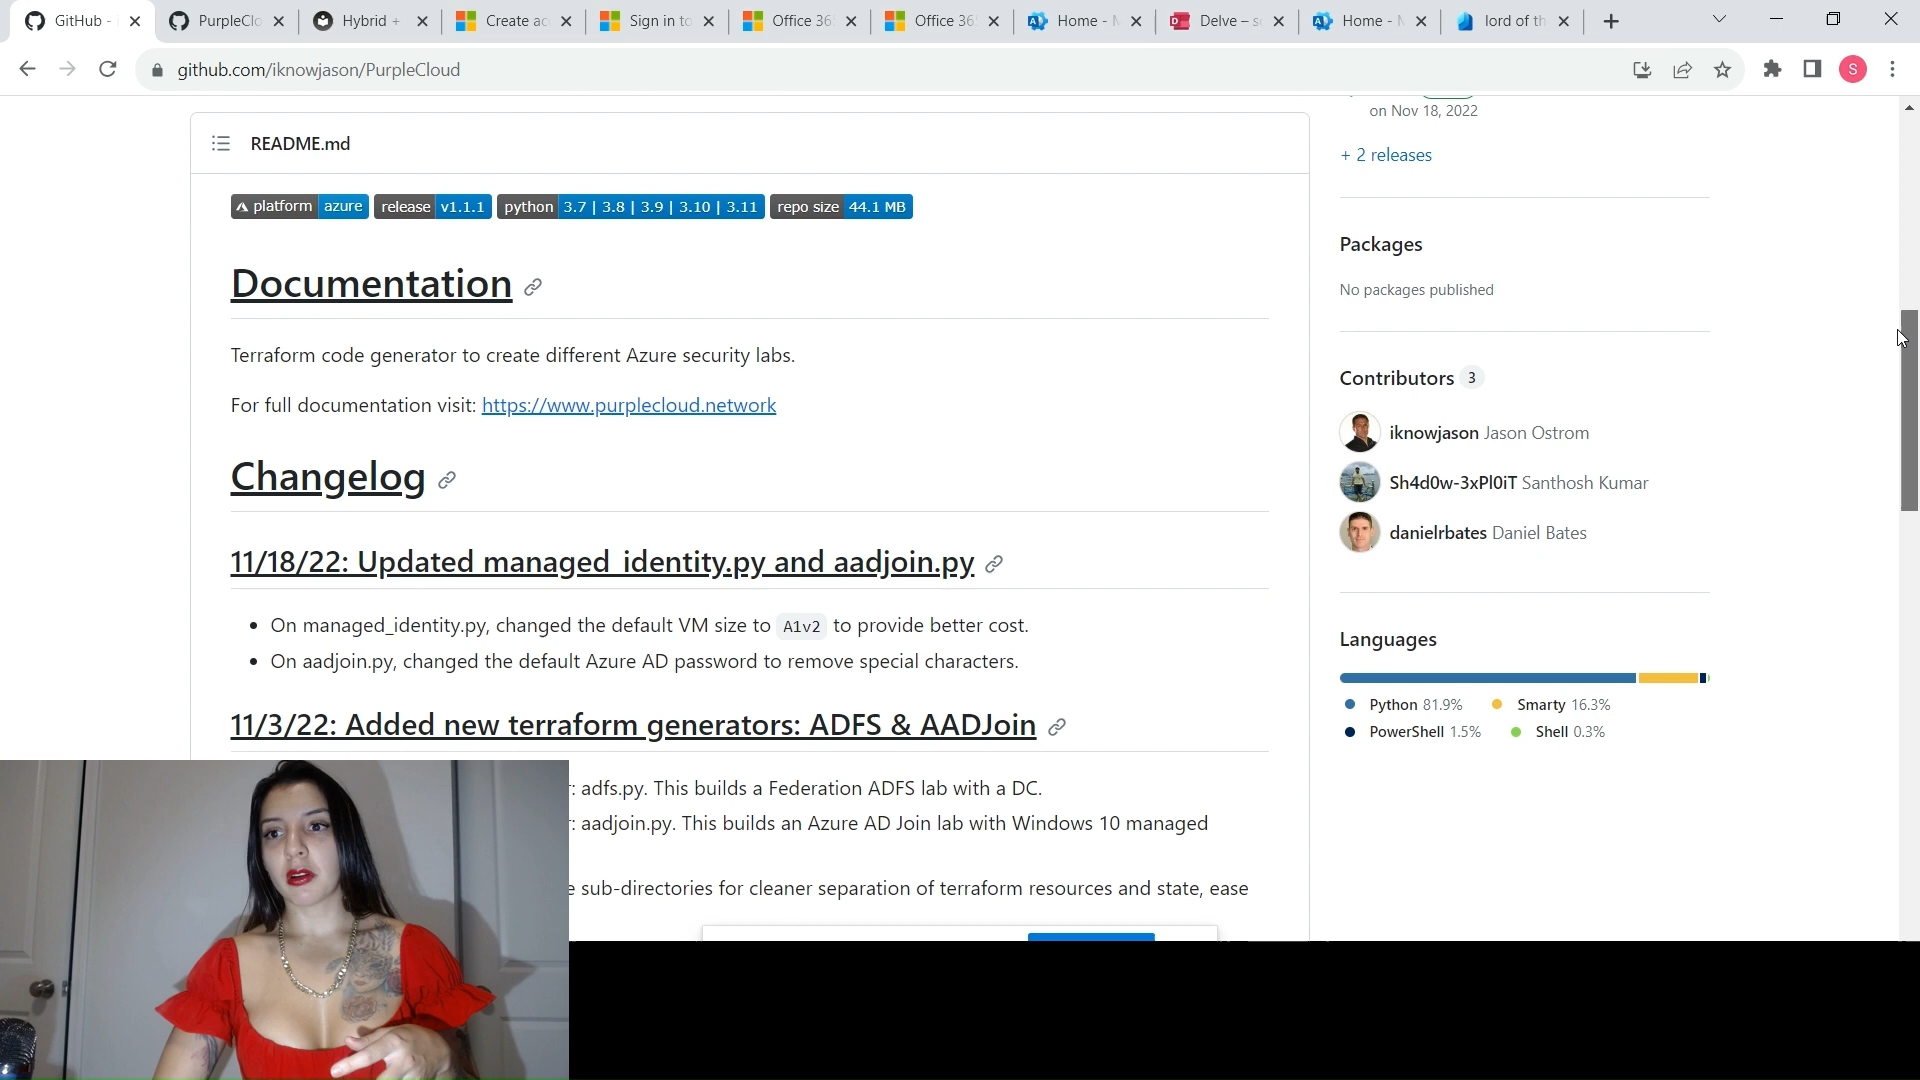 GitHub -
PurpleClo
Hybrid +
Create ac
Sign in to
Office 36
Office 36
Home - M
Delve – s
Home - M
lord of th
github.com/iknowjason/PurpleCloud
S
README.md
platform azure release v1.1.1 python 3.7 | 3.8 | 3.9 | 3.10 | 3.11 repo size 44.1 MB
Documentation
Terraform code generator to create different Azure security labs.
For full documentation visit: https://www.purplecloud.network
Changelog
11/18/22: Updated managed_identity.py and aadjoin.py
On managed_identity.py, changed the default VM size to A1v2 to provide better cost.
On aadjoin.py, changed the default Azure AD password to remove special characters.
11/3/22: Added new terraform generators: ADFS & AADJoin
r: adfs.py. This builds a Federation ADFS lab with a DC.
r: aadjoin.py. This builds an Azure AD Join lab with Windows 10 managed
e sub-directories for cleaner separation of terraform resources and state, ease
on Nov 18, 2022
+ 2 releases
Packages
No packages published
Contributors 3
iknowjason Jason Ostrom
Sh4d0w-3xPl0iT Santhosh Kumar
danielrbates Daniel Bates
Languages
Python 81.9%
Smarty 16.3%
PowerShell 1.5%
Shell 0.3%